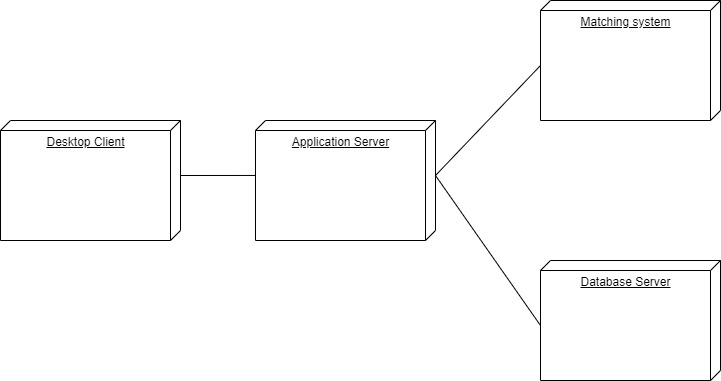 Matching system
Desktop Client
Application Server
Database Server